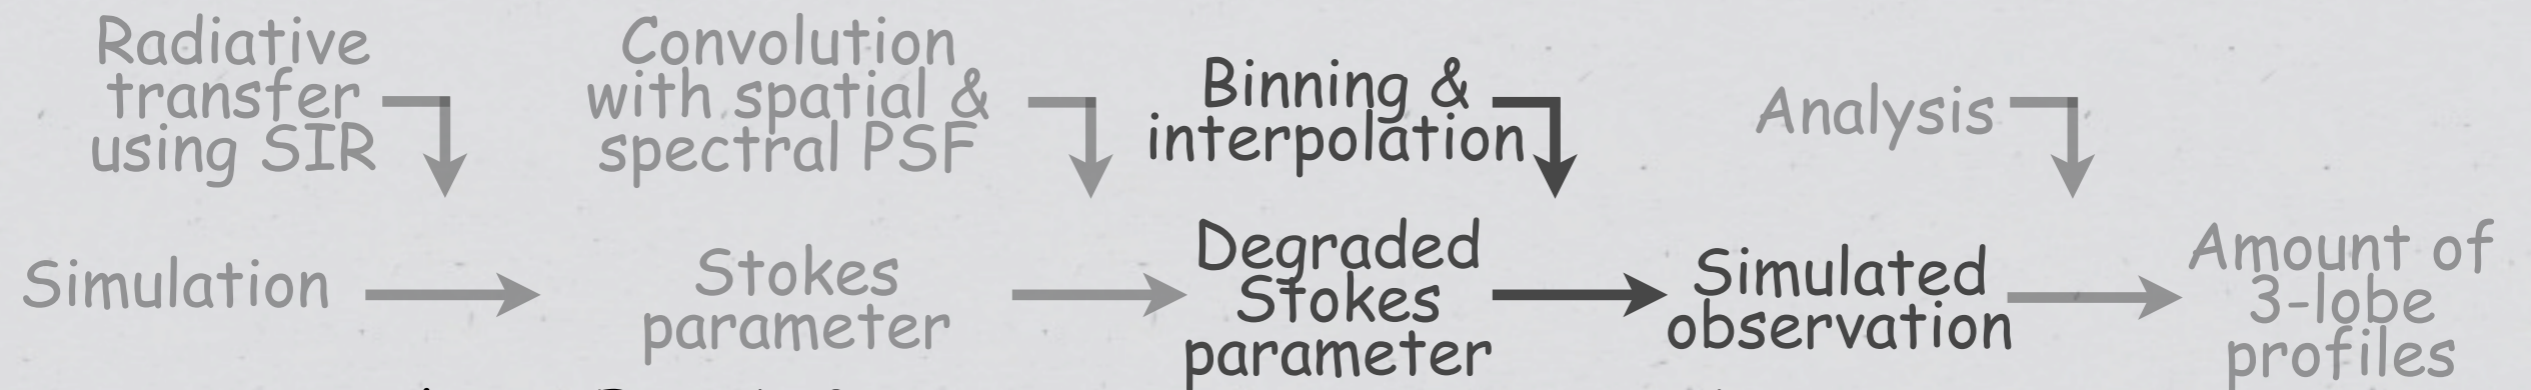 Radiative
transfer
using SIR
Convolution
with spatial &
spectral PSF
Binning &
interpolation
Analysis
Simulation
Stokes
parameter
Degraded
Stokes
parameter
Simulated
observation
Amount of
3-lobe
profiles